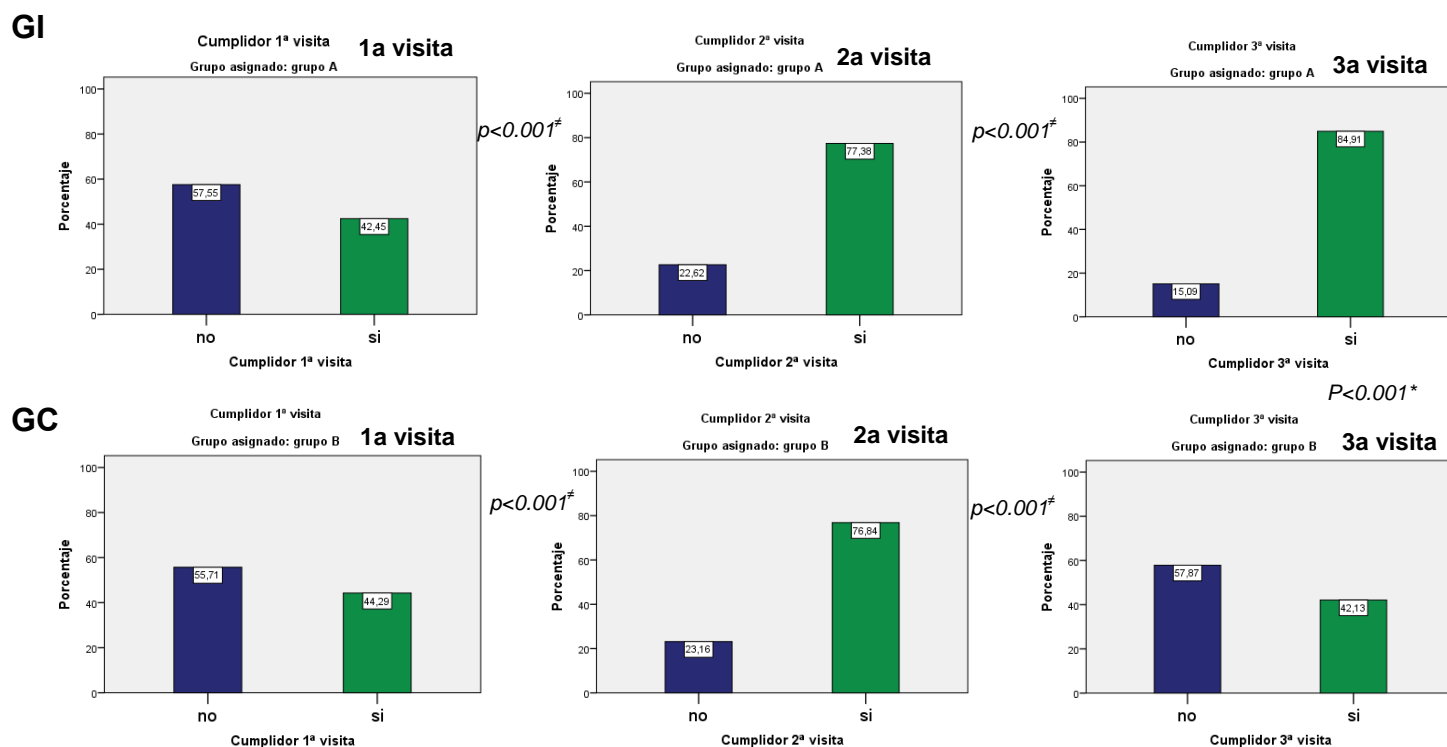 GI
Cumplidor 1ª visita
1a visita
Grupo asignado: grupo A
Porcentaje
100
80
60
40
20
0
57,55
42,45
no
si
Cumplidor 1ª visita
p<0.001≠
Cumplidor 2ª visita
2a visita
Grupo asignado: grupo A
Porcentaje
100
80
60
40
20
0
22,62
77,38
no
si
Cumplidor 2ª visita
p<0.001≠
Cumplidor 3ª visita
3a visita
Grupo asignado: grupo A
Porcentaje
100
80
60
40
20
0
15,09
84,91
no
si
Cumplidor 3ª visita
P<0.001*
GC
Cumplidor 1ª visita
1a visita
Grupo asignado: grupo B
Porcentaje
100
80
60
40
20
0
55,71
44,29
no
si
Cumplidor 1ª visita
p<0.001≠
Cumplidor 2ª visita
2a visita
Grupo asignado: grupo B
Porcentaje
100
80
60
40
20
0
23,16
76,84
no
si
Cumplidor 2ª visita
p<0.001≠
Cumplidor 3ª visita
3a visita
Grupo asignado: grupo B
Porcentaje
100
80
60
40
20
0
57,87
42,13
no
si
Cumplidor 3ª visita